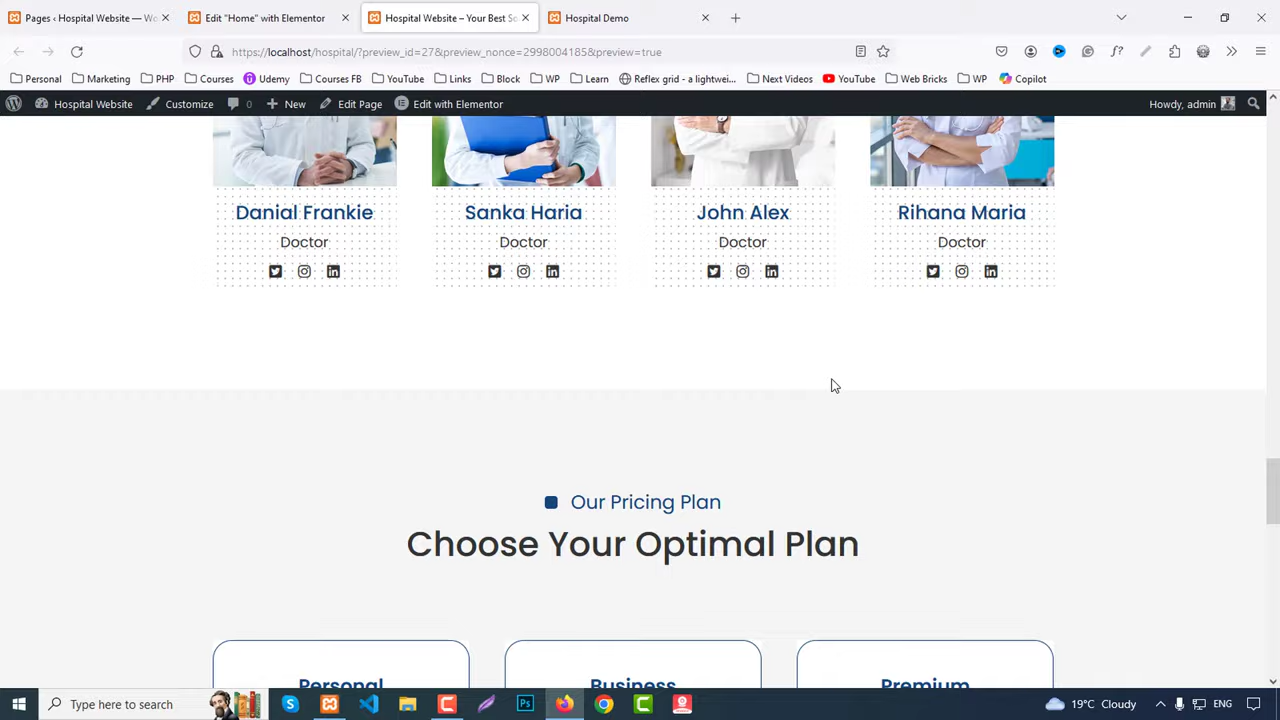 Pages ‹ Hospital Website — Wo
Edit "Home" with Elementor
Hospital Website – Your Best So
Hospital Demo
https://localhost/hospital/?preview_id=27&preview_nonce=2998004185&preview=true
Personal
Marketing
PHP
Courses
Udemy
Courses FB
YouTube
Links
Block
WP
Learn
Reflex grid - a lightwei...
Next Videos
YouTube
Web Bricks
WP
Copilot
Hospital Website
Customize
0
New
Edit Page
Edit with Elementor
Howdy, admin
Danial Frankie
Sanka Haria
John Alex
Rihana Maria
Doctor
Doctor
Doctor
Doctor
Our Pricing Plan
Choose Your Optimal Plan
Personal
Business
Premium
Type here to search
19°C Cloudy
ENG